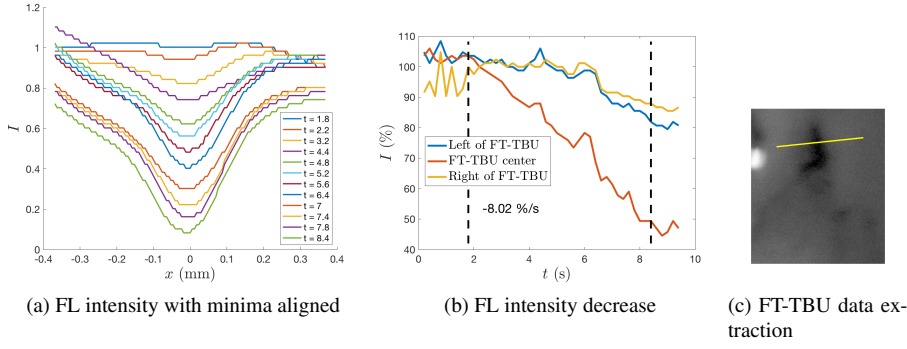 1.2
1
0.8
0.6
0.4
0.2
0
I
-0.4
-0.3
-0.2
-0.1
0
0.1
0.2
0.3
0.4
x (mm)
t = 1.8
t = 2.2
t = 3.2
t = 4.4
t = 4.8
t = 5.2
t = 5.6
t = 6.4
t = 7
t = 7.4
t = 7.8
t = 8.4
(a) FL intensity with minima aligned
110
100
90
80
70
60
50
40
I (%)
0
2
4
6
8
10
t (s)
Left of FT-TBU
FT-TBU center
Right of FT-TBU
-8.02 %/s
(b) FL intensity decrease
(c) FT-TBU data ex-
traction